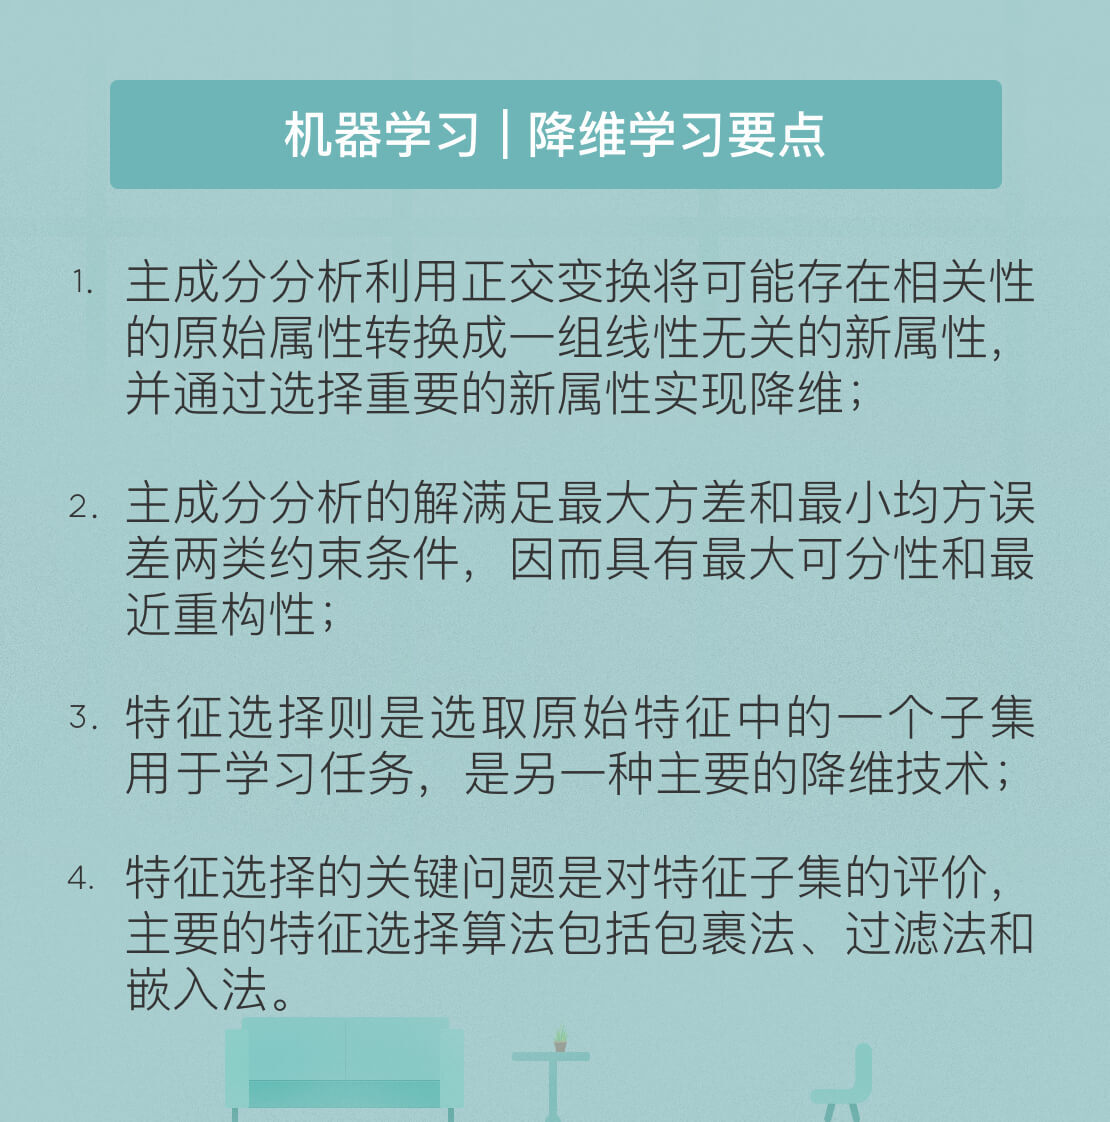 机器学习 | 降维学习要点
1. 主成分分析利用正交变换将可能存在相关性
的原始属性转换成一组线性无关的新属性，
并通过选择重要的新属性实现降维；
2. 主成分分析的解满足最大方差和最小均方误
差两类约束条件，因而具有最大可分性和最
近重构性；
3. 特征选择则是选取原始特征中的一个子集
用于学习任务，是另一种主要的降维技术；
4. 特征选择的关键问题是对特征子集的评价，
主要的特征选择算法包括包裹法、过滤法和
嵌入法。